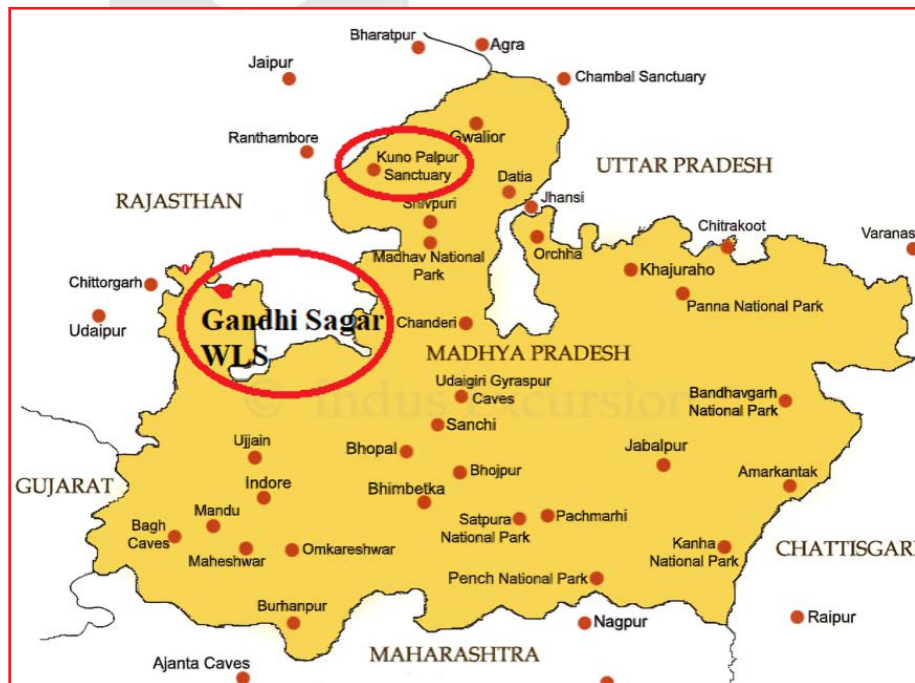 Bharatpur
Agra
Jaipur
Chambal Sanctuary
Ranthambore
Gwalior
Kuno Palpur
Sanctuary
UTTAR PRADESH
RAJASTHAN
Datia
Jhansi
Shivpuri
Chitrakoot
Varanas
Orchha
Madhav National
Park
Khajuraho
Chittorgarh
Panna National Park
Udaipur
Gandhi Sagar
WLS
Chanderi
MADHYA PRADESH
© Indus Excursion
Udaigiri Gyraspur
Caves
Bandhavgarh
National Park
Sanchi
Ujjain
Bhopal
Jabalpur
Bhojpur
Amarkantak
GUJARAT
Indore
Bhimbetka
Mandu
Satpura
National Park
Pachmarhi
Bagh
Caves
Maheshwar
Omkareshwar
Kanha
National Park
CHATTISGAR
Pench National Park
Burhanpur
Nagpur
Raipur
MAHARASHTRA
Ajanta Caves